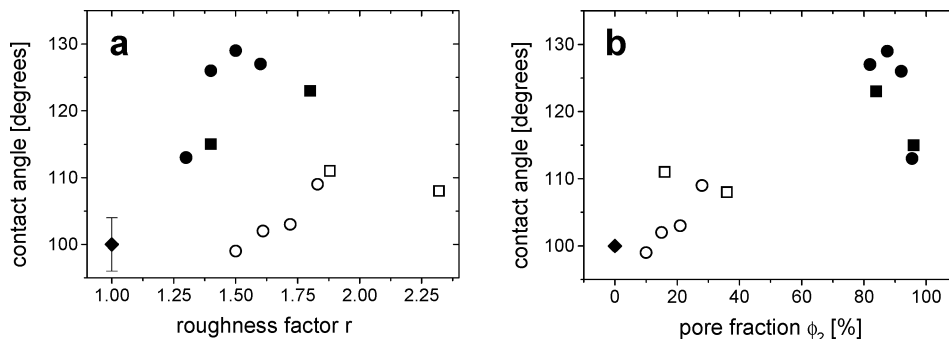 a
130
120
110
100
contact angle [degrees]
1.00 1.25 1.50 1.75 2.00 2.25
roughness factor r
b
130
120
110
100
contact angle [degrees]
0 20 40 60 80 100
pore fraction ϕ₂ [%]